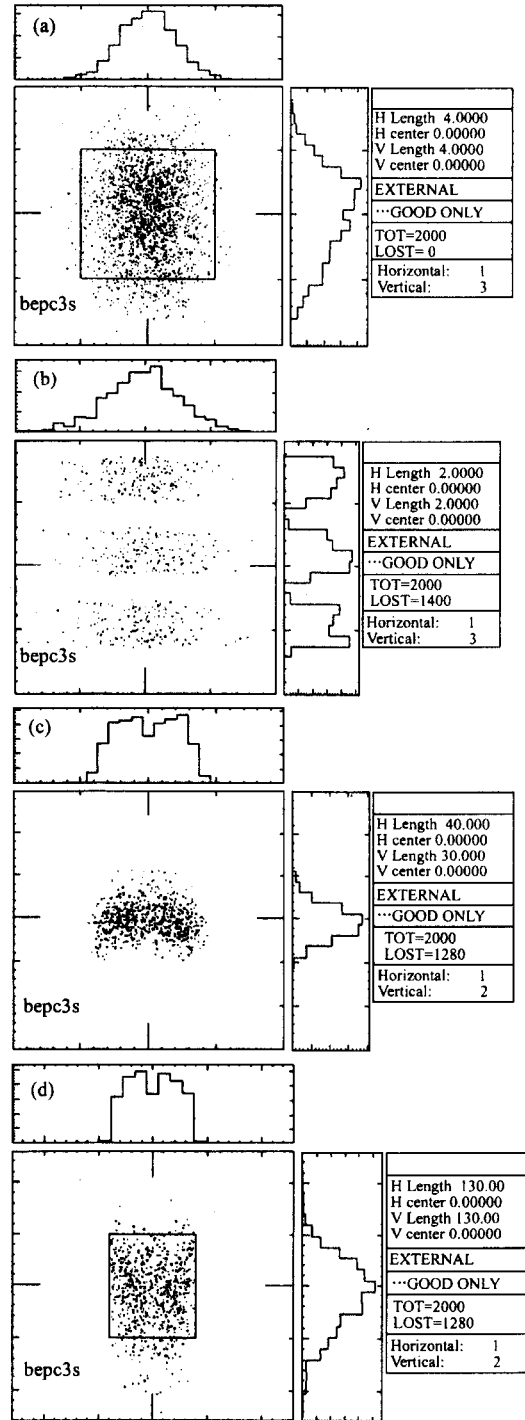 (a)
H Length 4.0000
H center 0.00000
V Length 4.0000
V center 0.00000
EXTERNAL
···GOOD ONLY
TOT=2000
LOST= 0
Horizontal: 1
Vertical: 3
bepc3s
(b)
H Length 2.0000
H center 0.00000
V Length 2.0000
V center 0.00000
EXTERNAL
···GOOD ONLY
TOT=2000
LOST=1400
Horizontal: 1
Vertical: 3
bepc3s
(c)
H Length 40.000
H center 0.00000
V Length 30.000
V center 0.00000
EXTERNAL
···GOOD ONLY
TOT=2000
LOST=1280
Horizontal: 1
Vertical: 2
bepc3s
(d)
H Length 130.00
H center 0.00000
V Length 130.00
V center 0.00000
EXTERNAL
···GOOD ONLY
TOT=2000
LOST=1280
Horizontal: 1
Vertical: 2
bepc3s